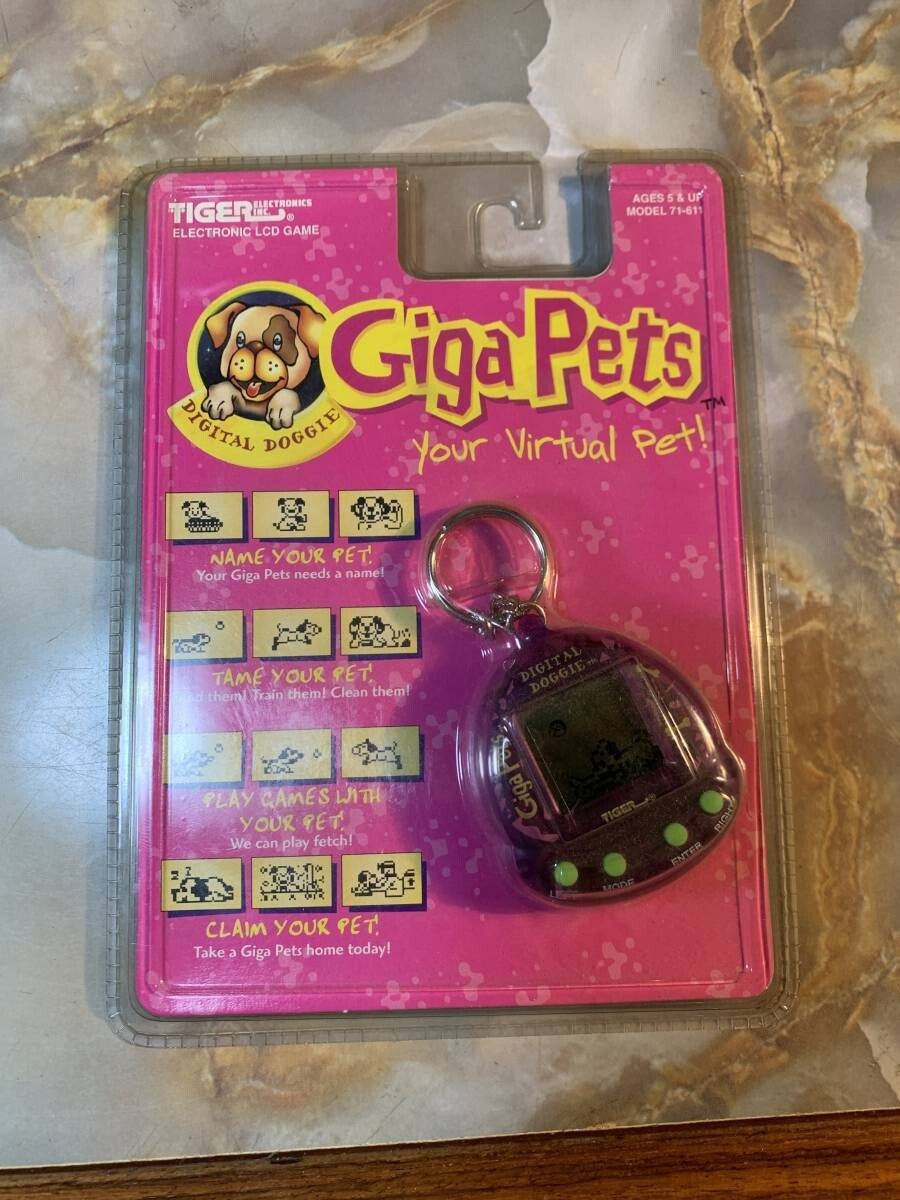 TIGER ELECTRONICS INC.®
ELECTRONIC LCD GAME
AGES 5 & UP
MODEL 71-611
DIGITAL DOGGIE
Giga Pets™
Your Virtual Pet!
NAME YOUR PET!
Your Giga Pets needs a name!
TAME YOUR PET!
them! Train them! Clean them!
PLAY GAMES WITH
YOUR PET!
We can play fetch!
CLAIM YOUR PET!
Take a Giga Pets home today!
DIGITAL
DOGGIE™
Giga Pets
TIGER®
MODE
ENTER
RIGHT